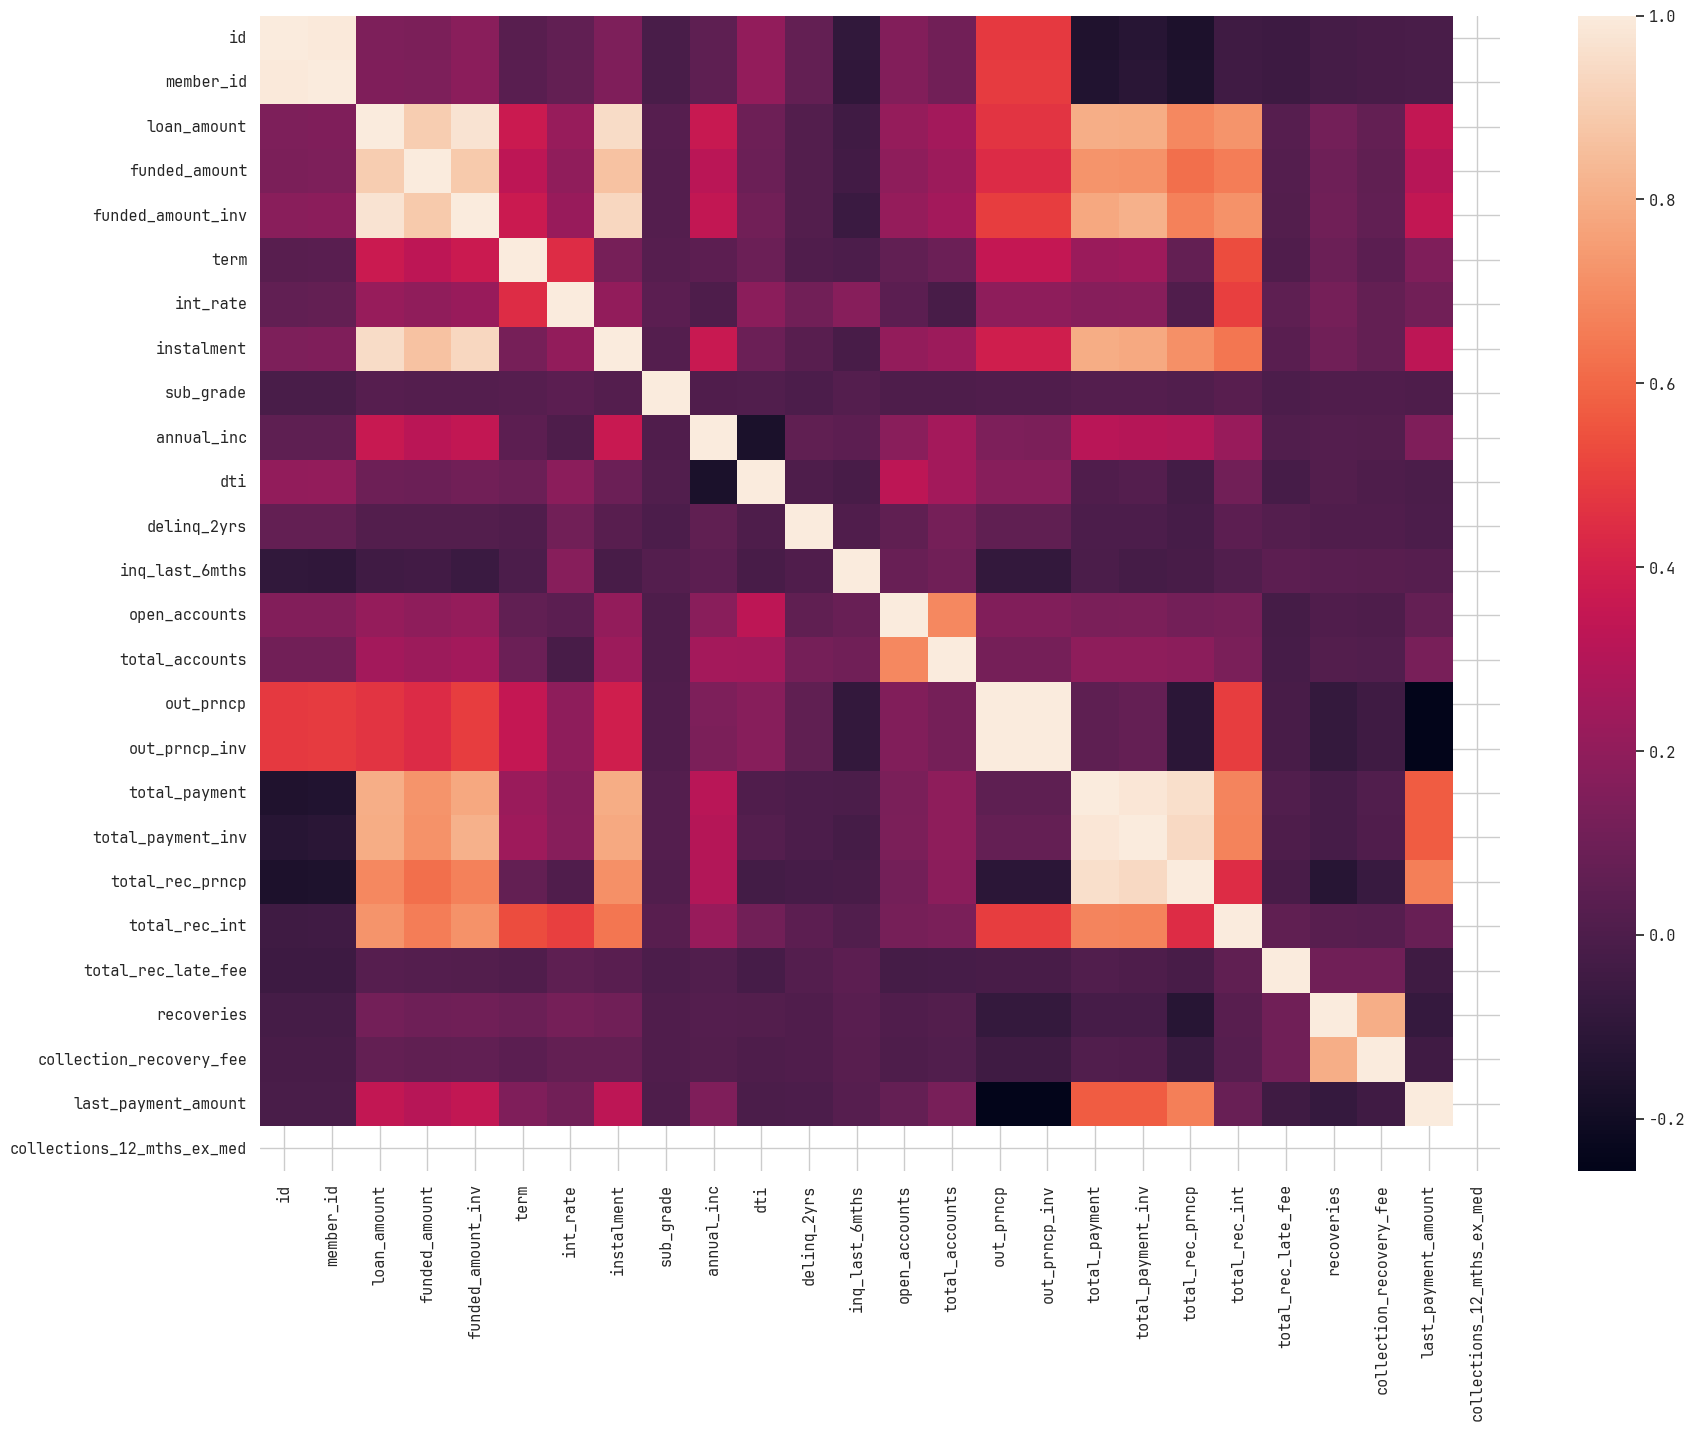 id
member_id
loan_amount
funded_amount
funded_amount_inv
term
int_rate
instalment
sub_grade
annual_inc
dti
delinq_2yrs
inq_last_6mths
open_accounts
total_accounts
out_prncp
out_prncp_inv
total_payment
total_payment_inv
total_rec_prncp
total_rec_int
total_rec_late_fee
recoveries
collection_recovery_fee
last_payment_amount
collections_12_mths_ex_med
id
member_id
loan_amount
funded_amount
funded_amount_inv
term
int_rate
instalment
sub_grade
annual_inc
dti
delinq_2yrs
inq_last_6mths
open_accounts
total_accounts
out_prncp
out_prncp_inv
total_payment
total_payment_inv
total_rec_prncp
total_rec_int
total_rec_late_fee
recoveries
collection_recovery_fee
last_payment_amount
collections_12_mths_ex_med
1.0
0.8
0.6
0.4
0.2
0.0
-0.2